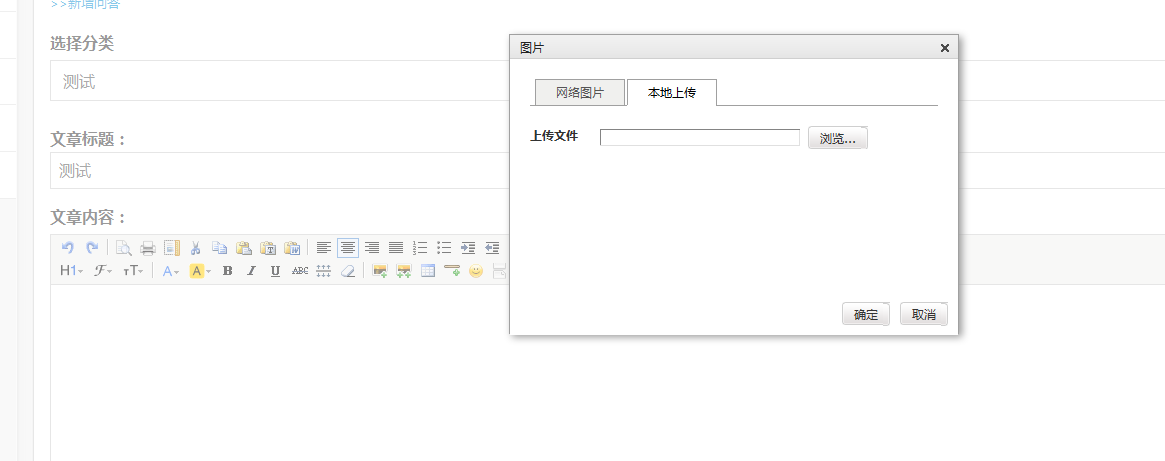 >>新增问答
选择分类
测试
文章标题：
测试
文章内容：
H1 F TT A A B I U ABC
图片
网络图片 本地上传
上传文件 浏览...
确定 取消